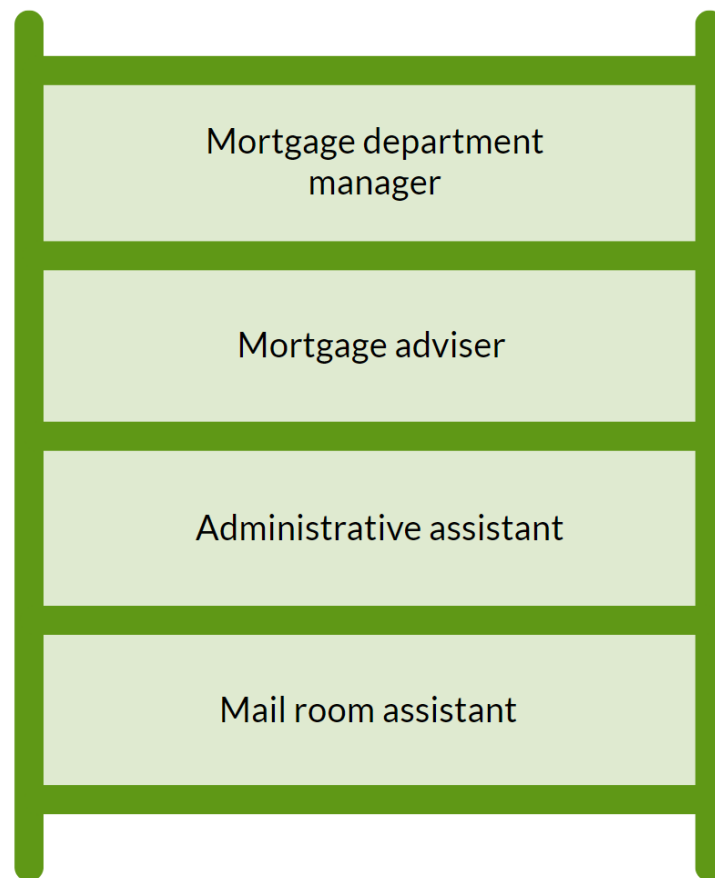 Mortgage department
manager
Mortgage adviser
Administrative assistant
Mail room assistant